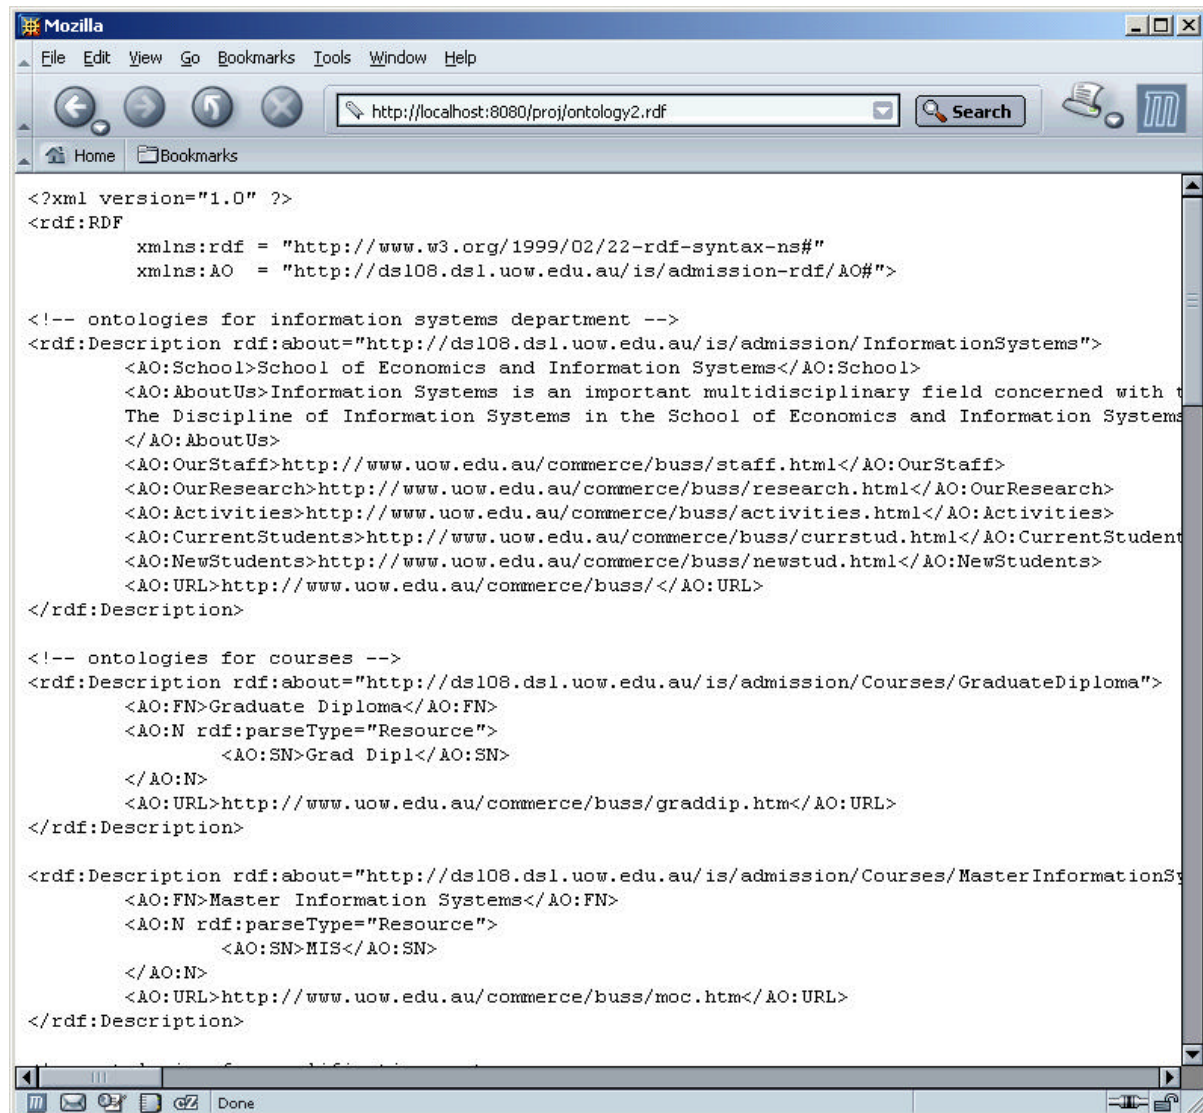 Mozilla
File Edit View Go Bookmarks Tools Window Help
http://localhost:8080/proj/ontology2.rdf Search
Home Bookmarks
<?xml version="1.0" ?>
<rdf:RDF
xmlns:rdf = "http://www.w3.org/1999/02/22-rdf-syntax-ns#"
xmlns:AO = "http://ds108.dsl.uow.edu.au/is/admission-rdf/AO#">
<!-- ontologies for information systems department -->
<rdf:Description rdf:about="http://ds108.dsl.uow.edu.au/is/admission/InformationSystems">
<AO:School>School of Economics and Information Systems</AO:School>
<AO:AboutUs>Information Systems is an important multidisciplinary field concerned with t
The Discipline of Information Systems in the School of Economics and Information Systems
</AO:AboutUs>
<AO:OurStaff>http://www.uow.edu.au/commerce/buss/staff.html</AO:OurStaff>
<AO:OurResearch>http://www.uow.edu.au/commerce/buss/research.html</AO:OurResearch>
<AO:Activities>http://www.uow.edu.au/commerce/buss/activities.html</AO:Activities>
<AO:CurrentStudents>http://www.uow.edu.au/commerce/buss/currstud.html</AO:CurrentStudent
<AO:NewStudents>http://www.uow.edu.au/commerce/buss/newstud.html</AO:NewStudents>
<AO:URL>http://www.uow.edu.au/commerce/buss/</AO:URL>
</rdf:Description>
<!-- ontologies for courses -->
<rdf:Description rdf:about="http://ds108.dsl.uow.edu.au/is/admission/Courses/GraduateDiploma">
<AO:FN>Graduate Diploma</AO:FN>
<AO:N rdf:parseType="Resource">
<AO:SN>Grad Dipl</AO:SN>
</AO:N>
<AO:URL>http://www.uow.edu.au/commerce/buss/graddip.htm</AO:URL>
</rdf:Description>
<rdf:Description rdf:about="http://ds108.dsl.uow.edu.au/is/admission/Courses/MasterInformationSy
<AO:FN>Master Information Systems</AO:FN>
<AO:N rdf:parseType="Resource">
<AO:SN>MIS</AO:SN>
</AO:N>
<AO:URL>http://www.uow.edu.au/commerce/buss/moc.htm</AO:URL>
</rdf:Description>
Done